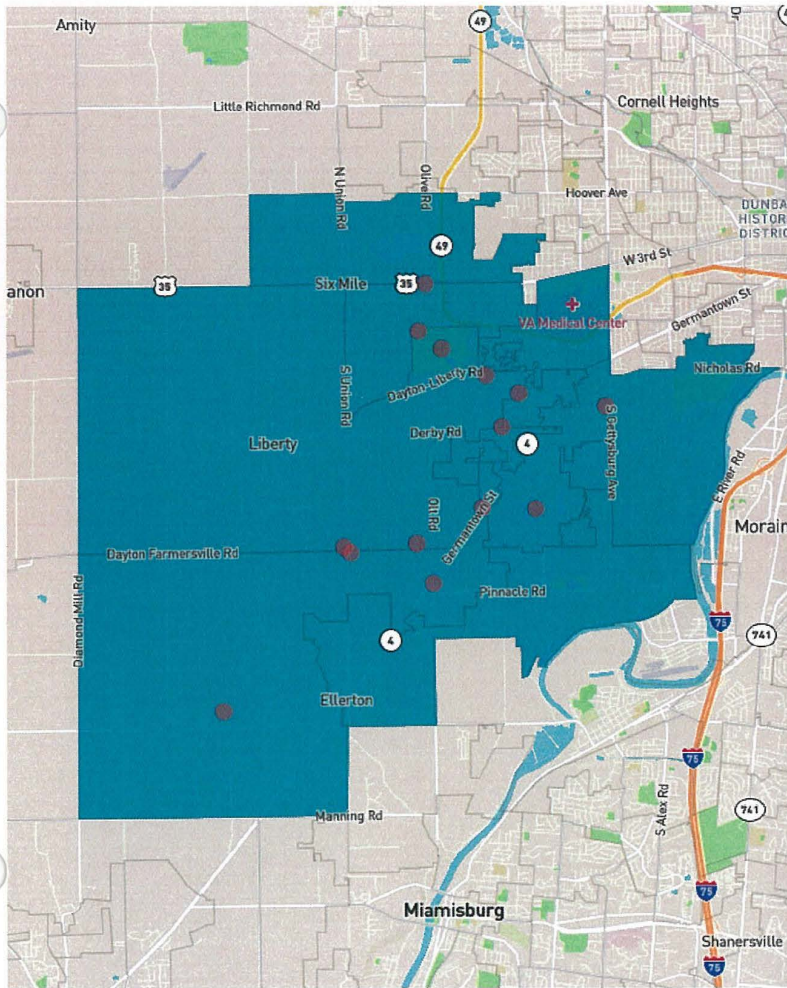 Amity
49
Dr
Little Richmond Rd
Cornell Heights
N Union Rd
Olive Rd
Hoover Ave
DUNBA
HISTOR
DISTRIC
49
W 3rd St
anon
35
Six Mile
35
VA Medical Center
Germantown St
Nicholas Rd
S Union Rd
Dayton-Liberty Rd
Derby Rd
Liberty
4
S Gettysburg Ave
E River Rd
Olt Rd
Germantown St
Morain
Dayton Farmersville Rd
Diamond Mill Rd
Pinnacle Rd
75
4
741
Ellerton
75
S Alex Rd
741
Manning Rd
75
Miamisburg
Shanersville
75